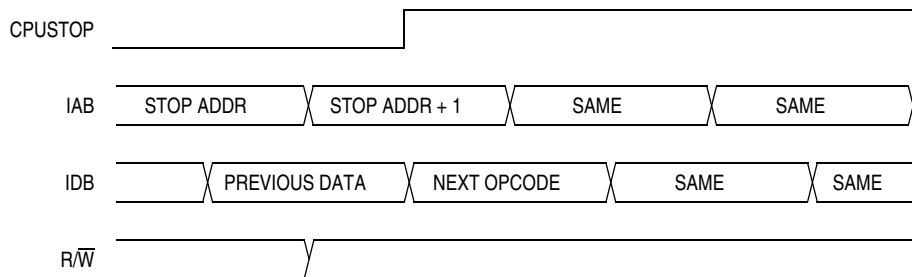 CPUSTOP
IAB STOP ADDR STOP ADDR + 1 SAME SAME
IDB PREVIOUS DATA NEXT OPCODE SAME SAME
R/W̅